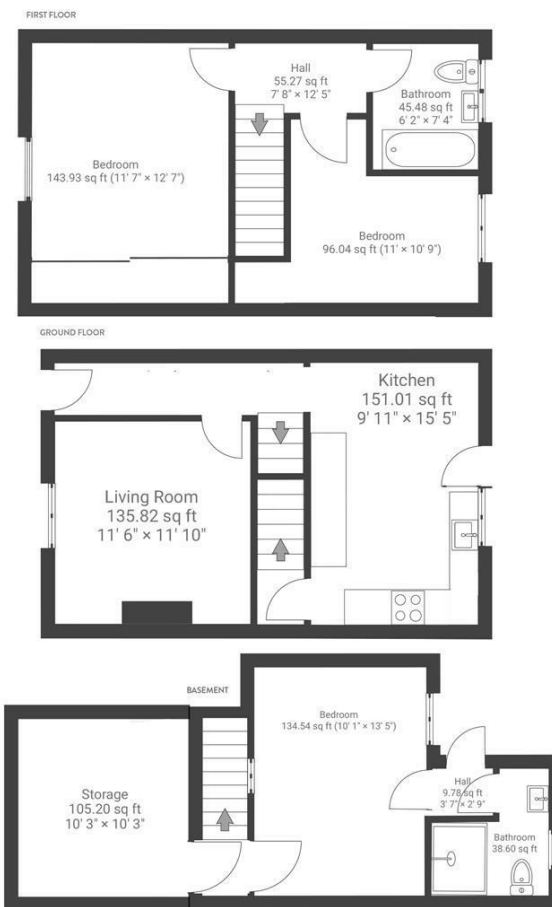 FIRST FLOOR
Hall
55.27 sq ft
7' 8" × 12' 5"
Bathroom
45.48 sq ft
6' 2" × 7' 4"
Bedroom
143.93 sq ft (11' 7" × 12' 7")
Bedroom
96.04 sq ft (11' × 10' 9")
GROUND FLOOR
Kitchen
151.01 sq ft
9' 11" × 15' 5"
Living Room
135.82 sq ft
11' 6" × 11' 10"
BASEMENT
Bedroom
134.54 sq ft (10' 1" × 13' 5")
Storage
105.20 sq ft
10' 3" × 10' 3"
Hall
9.78 sq ft
3' 7" × 2' 9"
Bathroom
38.60 sq ft